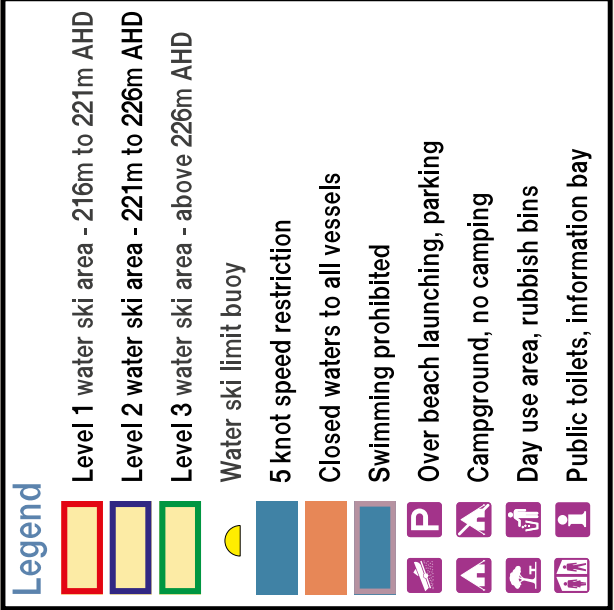 Legend
Level 1 water ski area - 216m to 221m AHD
Level 2 water ski area - 221m to 226m AHD
Level 3 water ski area - above 226m AHD
Water ski limit buoy
5 knot speed restriction
Closed waters to all vessels
Swimming prohibited
P Over beach launching, parking
Campground, no camping
Day use area, rubbish bins
i Public toilets, information bay